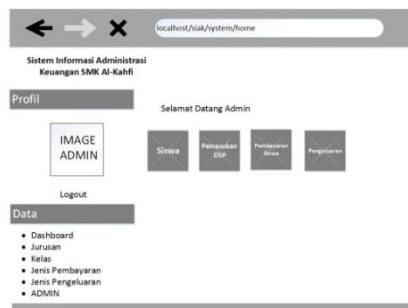 localhost/siak/system/home
Sistem Informasi Administrasi
Keuangan SMK Al-Kahfi
Profil
Selamat Datang Admin
IMAGE
ADMIN
Siswa
Pemasukan
DSP
Pembayaran
Siswa
Pengeluaran
Logout
Data
Dashboard
Jurusan
Kelas
Jenis Pembayaran
Jenis Pengeluaran
ADMIN